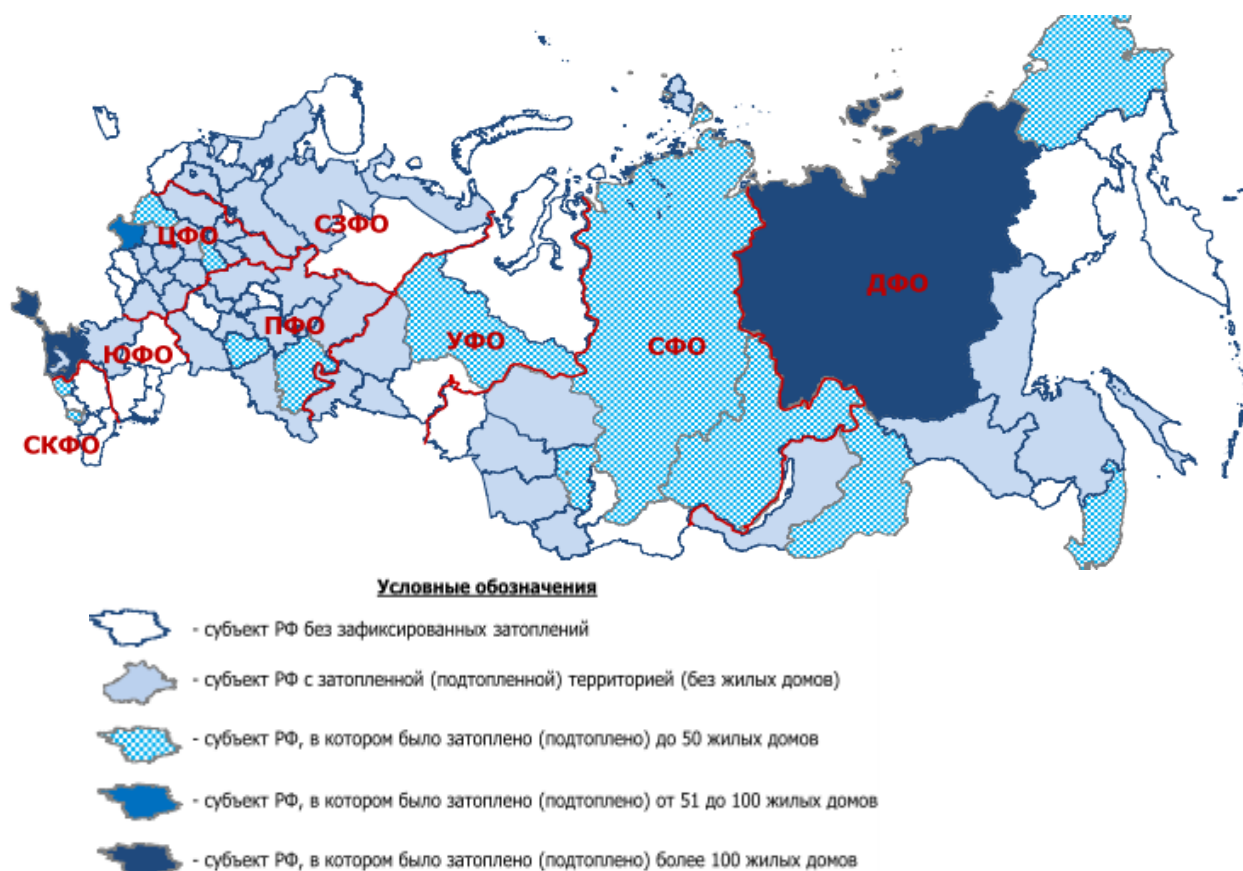 СЗФО
ЦФО
ДФО
ПФО
ЮФО
УФО
СФО
СКФО
Условные обозначения
- субъект РФ без зафиксированных затоплений
- субъект РФ с затопленной (подтопленной) территорией (без жилых домов)
- субъект РФ, в котором было затоплено (подтоплено) до 50 жилых домов
- субъект РФ, в котором было затоплено (подтоплено) от 51 до 100 жилых домов
- субъект РФ, в котором было затоплено (подтоплено) более 100 жилых домов